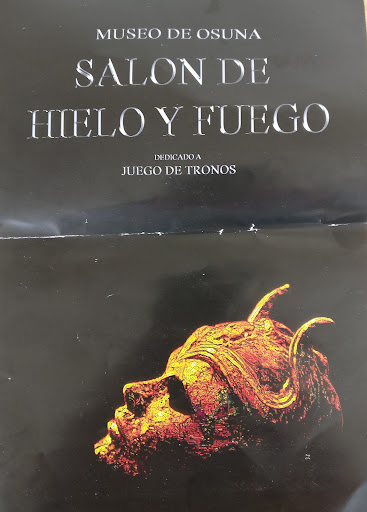 MUSEO DE OSUNA
SALON DE
HIELO Y FUEGO
DEDICADO A
JUEGO DE TRONOS